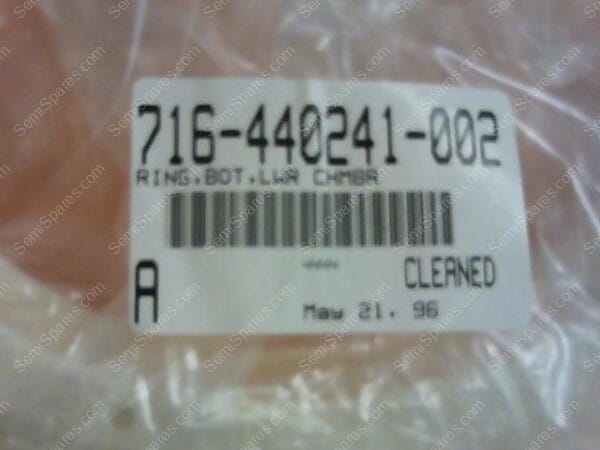 716-440241-002
RING,BOT.LWR CHMBR
A
CLEANED
May 21. 96
SemiSpares.com